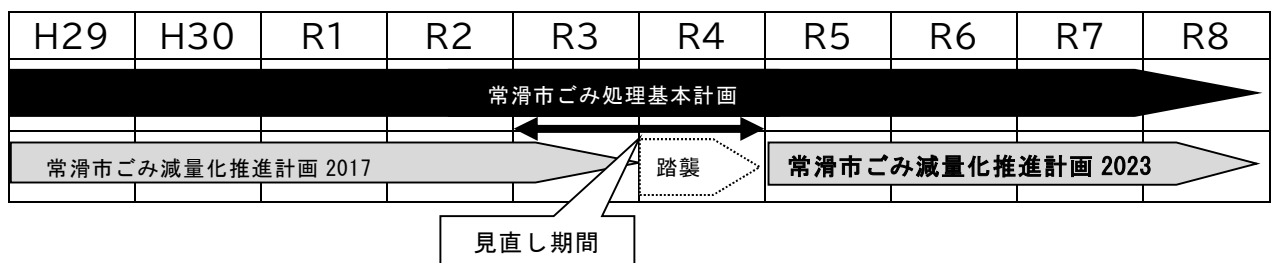 H29 H30 R1 R2 R3 R4 R5 R6 R7 R8
常滑市ごみ処理基本計画
常滑市ごみ減量化推進計画 2017 踏襲 常滑市ごみ減量化推進計画 2023
見直し期間